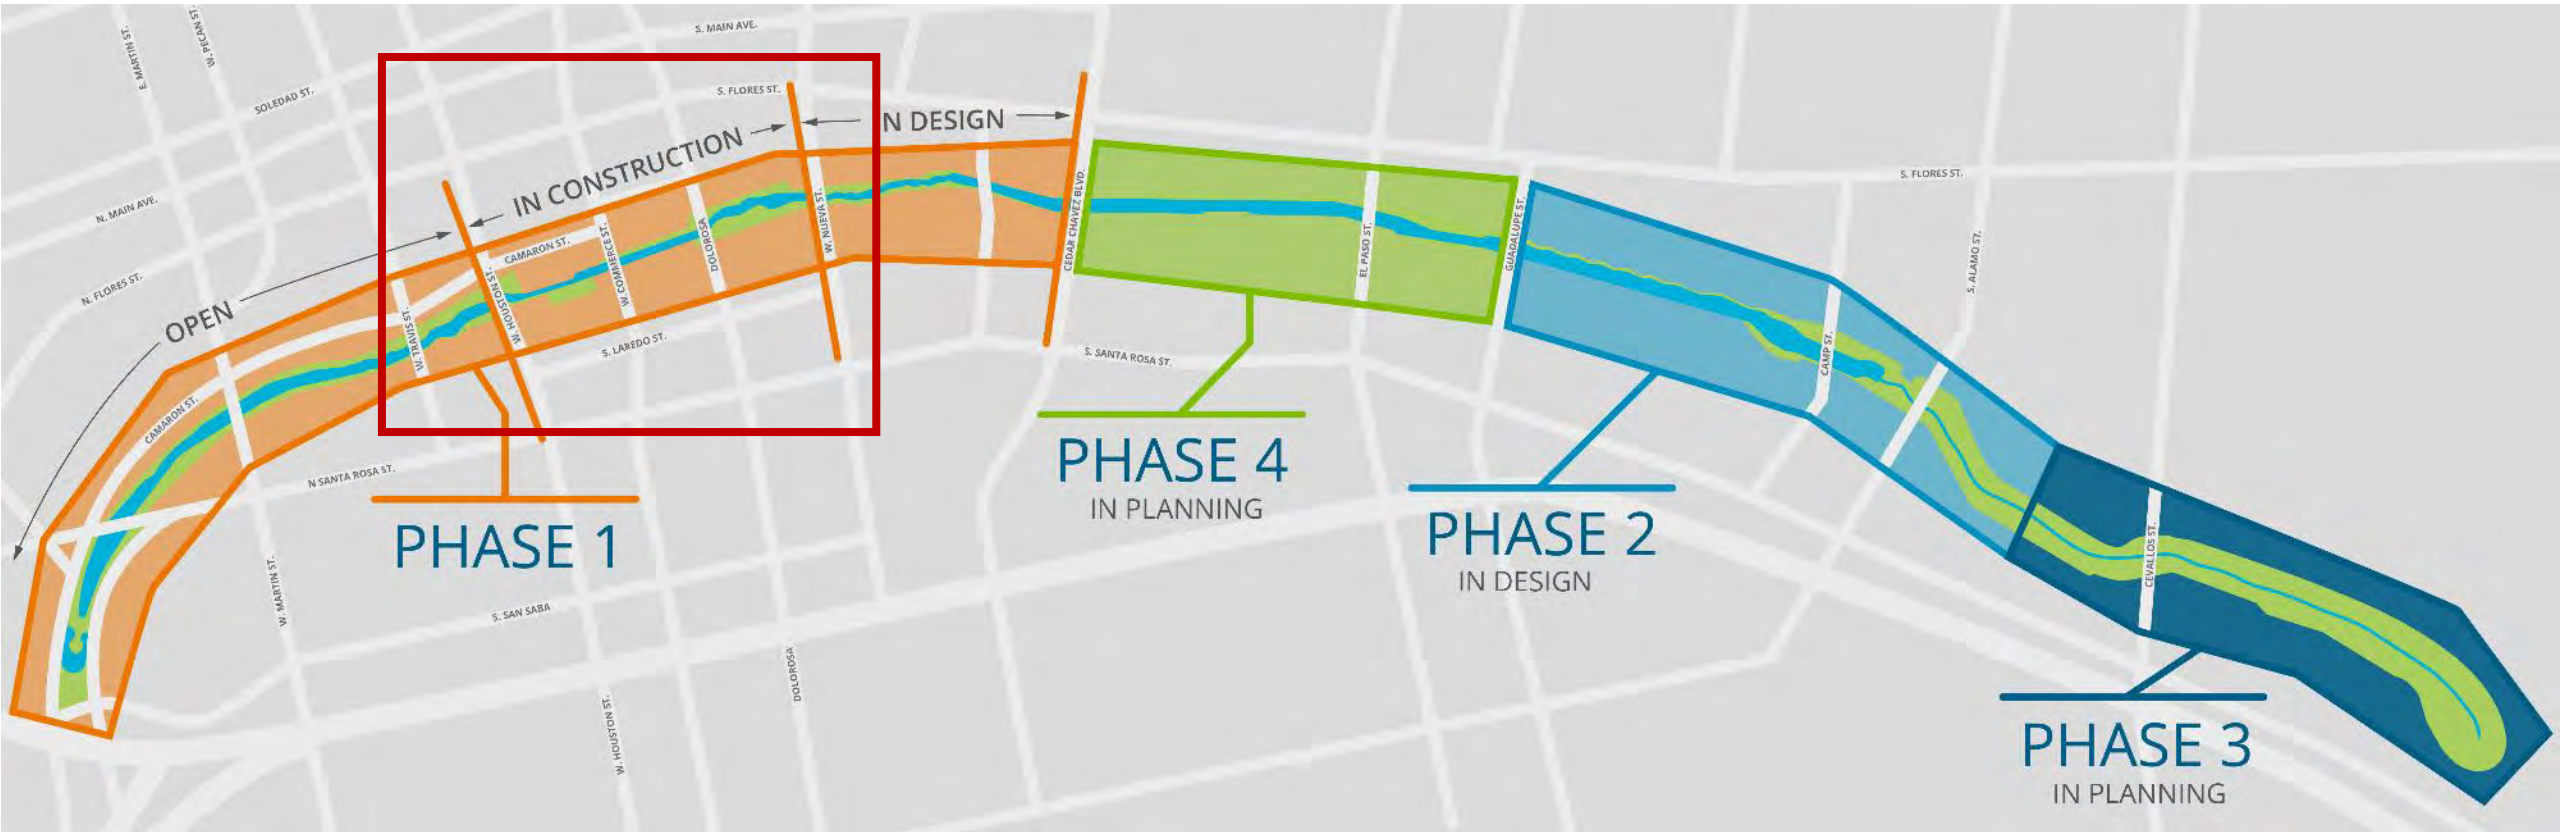 E. MARTIN ST.
W. PECAN ST.
S. MAIN AVE.
SOLEDAD ST.
S. FLORES ST.
N DESIGN
IN CONSTRUCTION
N. MAIN AVE.
N. FLORES ST.
OPEN
CAMARON ST.
W. TRAVIS ST.
W. HOUSTON ST.
CAMARON ST.
W. COMMERCE ST.
DOLOROSA
W. NUEVA ST.
S. LAREDO ST.
CEDAR CHAVEZ BLVD.
EL PASO ST.
GUADALUPE ST.
S. FLORES ST.
S. ALAMO ST.
CAMP ST.
S. SANTA ROSA ST.
N SANTA ROSA ST.
PHASE 1
PHASE 4
IN PLANNING
PHASE 2
IN DESIGN
CEVALLOS ST.
W. MARTIN ST.
S. SAN SABA
DOLOROSA
W. HOUSTON ST.
PHASE 3
IN PLANNING